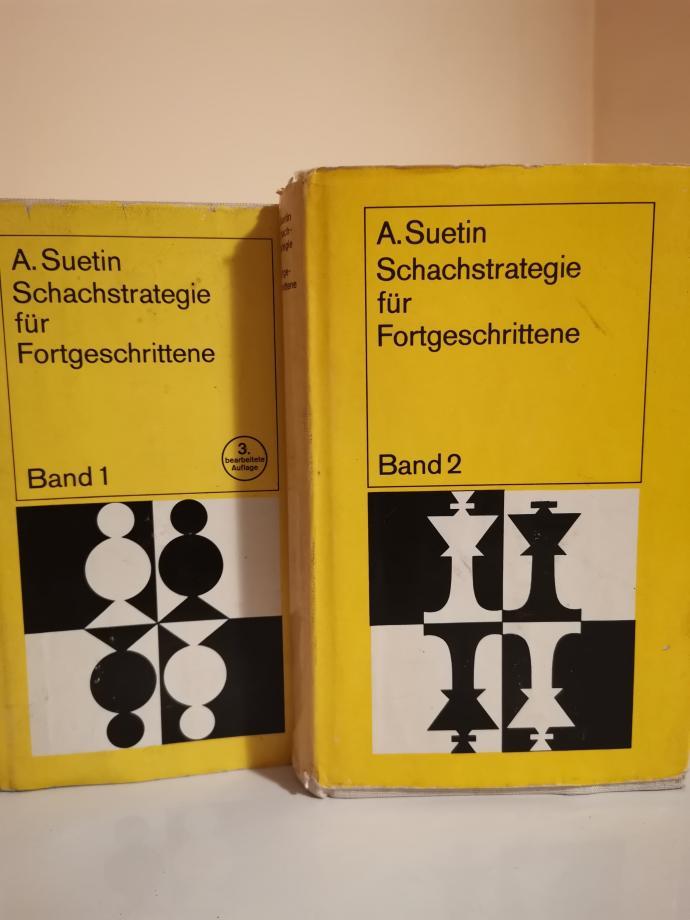 A. Suetin
Schachstrategie
für
Fortgeschrittene
3.
bearbeitete
Auflage
Band 1
A. Suetin
Schachstrategie
für
Fortgeschrittene
Band 2